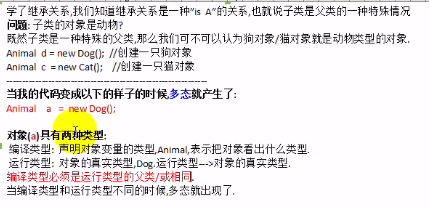 学了继承关系,我们知道继承关系是一种"is A"的关系,也就说子类是父类的一种特殊情况
问题: 子类的对象是动物?
既然子类是一种特殊的父类,那么我们可不可以认为狗对象/猫对象就是动物类型的对象.
Animal d = new Dog(); //创建一只狗对象
Animal c = new Cat(); //创建一只猫对象
------------------------------------------------------------
当我的代码变成以下的样子的时候,多态就产生了:
Animal a = new Dog();
对象(a)具有两种类型:
编译类型: 声明对象变量的类型,Animal,表示把对象看出什么类型.
运行类型: 对象的真实类型,Dog.运行类型--->对象的真实类型.
编译类型必须是运行类型的父类/或相同.
当编译类型和运行类型不同的时候,多态就出现了.